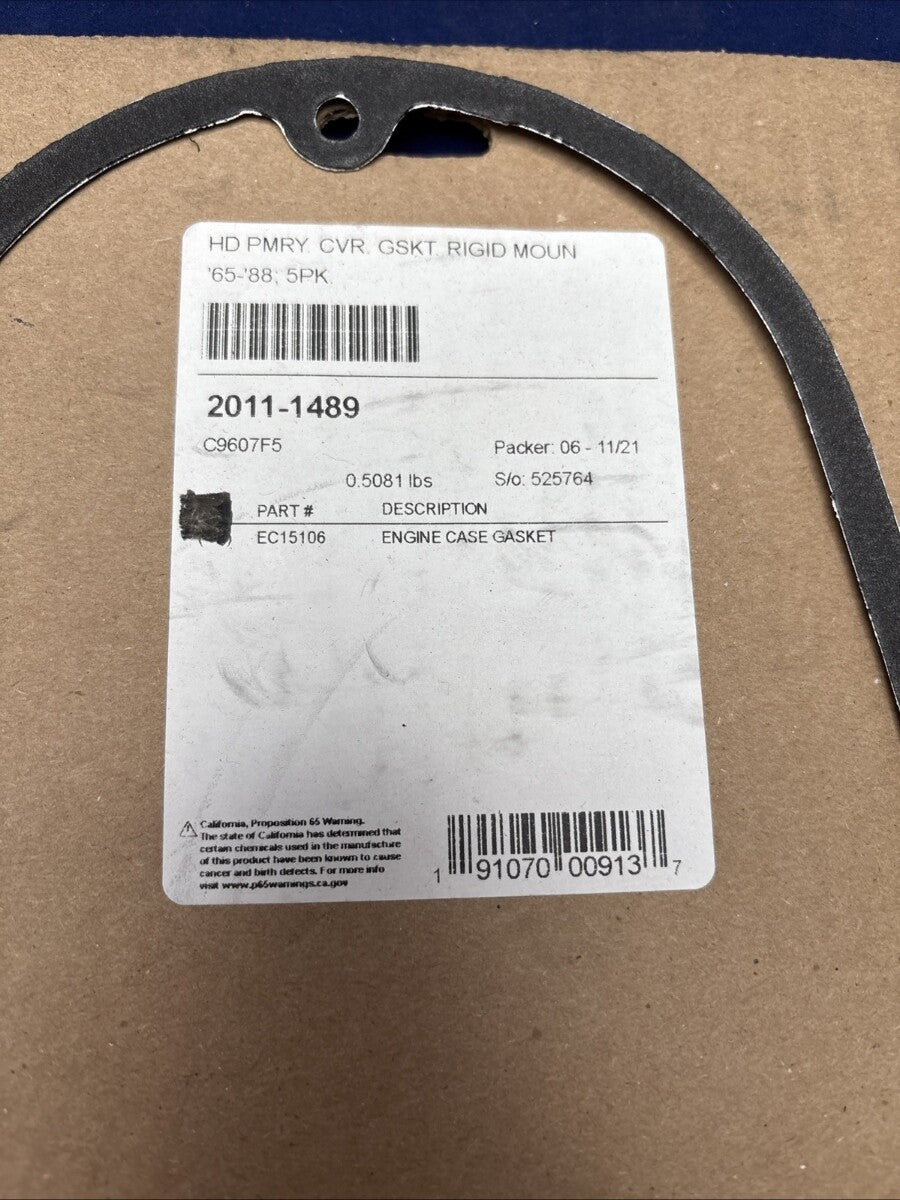 HD PMRY. CVR. GSKT. RIGID MOUN
'65-'88; 5PK.
2011-1489
C9607F5 Packer: 06 - 11/21
0.5081 lbs S/o: 525764
PART # DESCRIPTION
EC15106 ENGINE CASE GASKET
California, Proposition 65 Warning.
The state of California has determined that
certain chemicals used in the manufacture
of this product have been known to cause
cancer and birth defects. For more info
visit www.p65warnings.ca.gov
1 91070 00913 7